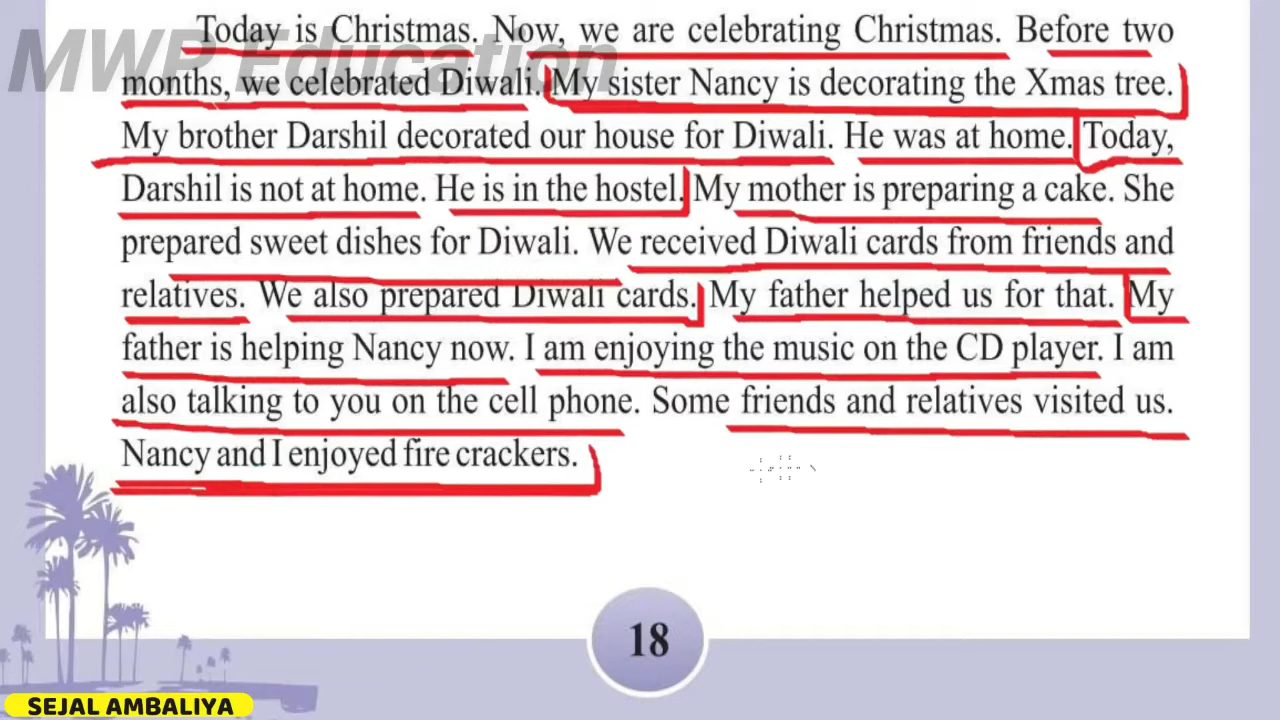 Today is Christmas. Now, we are celebrating Christmas. Before two
MWP Education
months, we celebrated Diwali. My sister Nancy is decorating the Xmas tree.
My brother Darshil decorated our house for Diwali. He was at home. Today,
Darshil is not at home. He is in the hostel. My mother is preparing a cake. She
prepared sweet dishes for Diwali. We received Diwali cards from friends and
relatives. We also prepared Diwali cards. My father helped us for that. My
father is helping Nancy now. I am enjoying the music on the CD player. I am
also talking to you on the cell phone. Some friends and relatives visited us.
Nancy and I enjoyed fire crackers.
18
SEJAL AMBALIYA